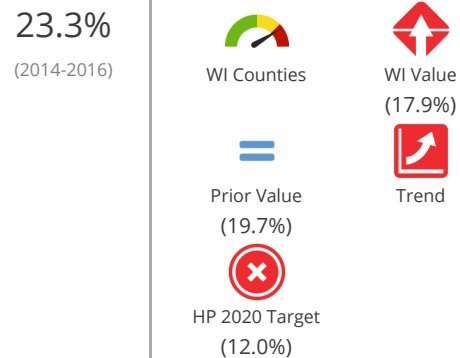 23.3%
(2014-2016)
WI Counties
WI Value
(17.9%)
Prior Value
(19.7%)
Trend
HP 2020 Target
(12.0%)